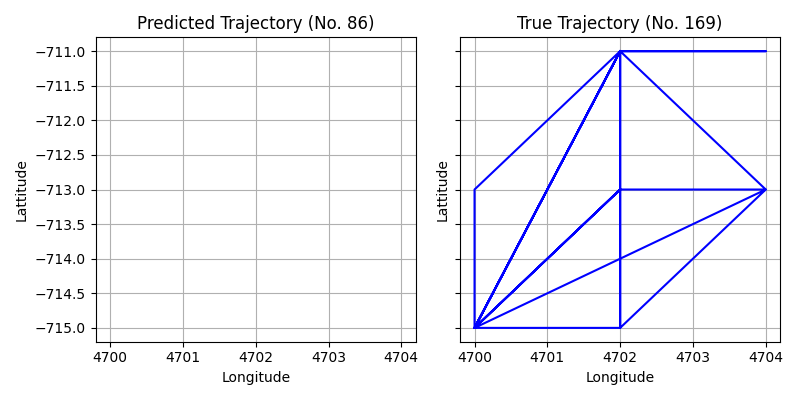 Predicted Trajectory (No. 86)
−711.0
−711.5
−712.0
−712.5
−713.0
−713.5
−714.0
−714.5
−715.0
Lattitude
4700 4701 4702 4703 4704
Longitude
True Trajectory (No. 169)
Lattitude
4700 4701 4702 4703 4704
Longitude